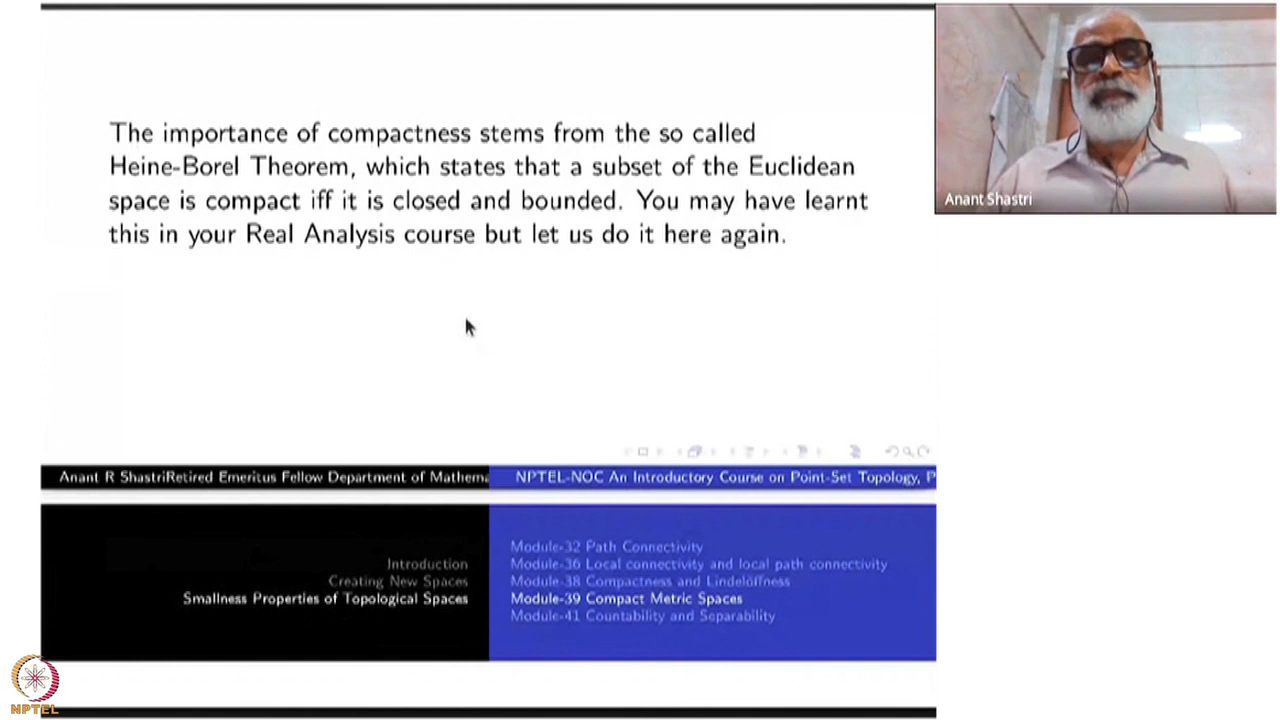 The importance of compactness stems from the so called
Heine-Borel Theorem, which states that a subset of the Euclidean
space is compact iff it is closed and bounded. You may have learnt
this in your Real Analysis course but let us do it here again.
Anant Shastri
Anant R ShastriRetired Emeritus Fellow Department of Mathema
NPTEL-NOC An Introductory Course on Point-Set Topology, P
Introduction
Creating New Spaces
Smallness Properties of Topological Spaces
Module-32 Path Connectivity
Module-36 Local connectivity and local path connectivity
Module-38 Compactness and Lindelöffness
Module-39 Compact Metric Spaces
Module-41 Countability and Separability
NPTEL